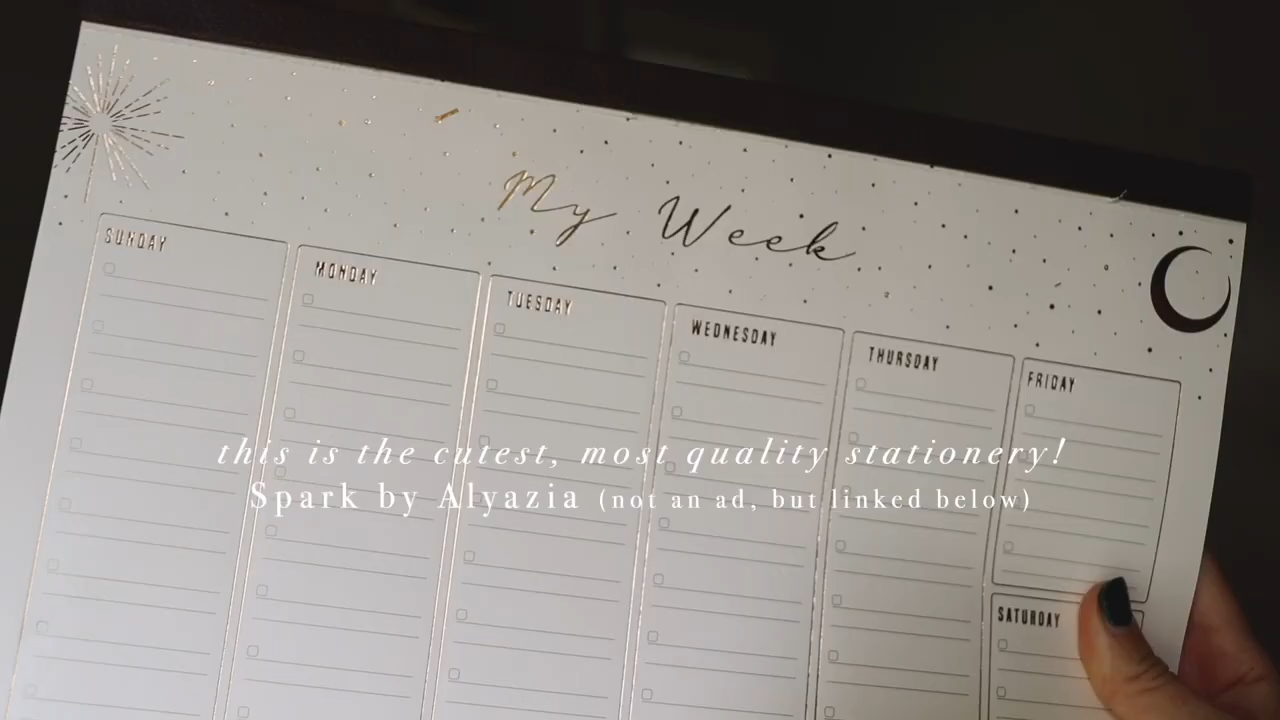 My Week
SUNDAY
MONDAY
TUESDAY
WEDNESDAY
THURSDAY
FRIDAY
SATURDAY
this is the cutest, most quality stationery!
Spark by Alyazia (not an ad, but linked below)